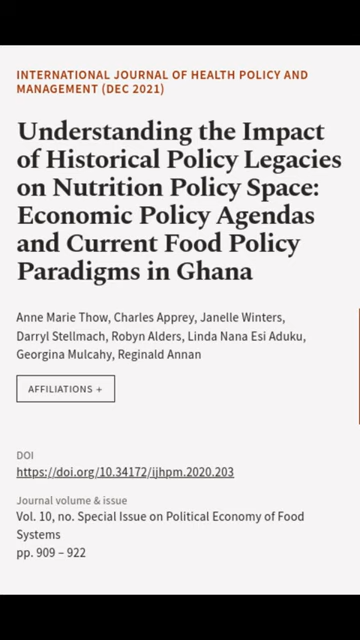 INTERNATIONAL JOURNAL OF HEALTH POLICY AND
MANAGEMENT (DEC 2021)
Understanding the Impact
of Historical Policy Legacies
on Nutrition Policy Space:
Economic Policy Agendas
and Current Food Policy
Paradigms in Ghana
Anne Marie Thow, Charles Apprey, Janelle Winters,
Darryl Stellmach, Robyn Alders, Linda Nana Esi Aduku,
Georgina Mulcahy, Reginald Annan
AFFILIATIONS +
DOI
https://doi.org/10.34172/ijhpm.2020.203
Journal volume & issue
Vol. 10, no. Special Issue on Political Economy of Food
Systems
pp. 909 – 922